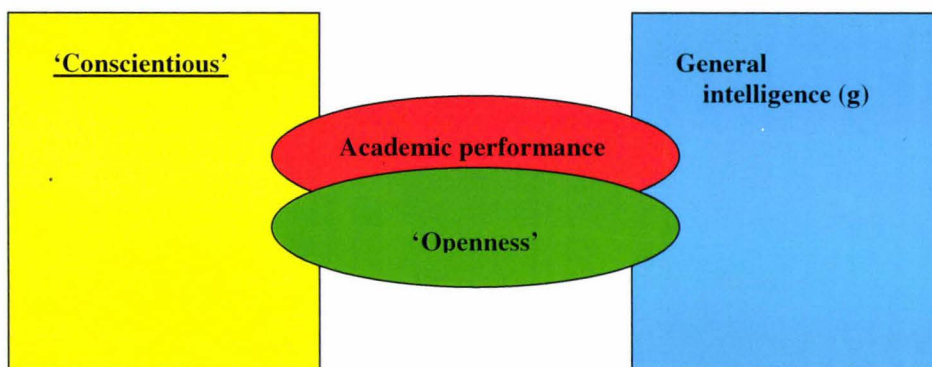 ‘Conscientious’
General
intelligence (g)
Academic performance
‘Openness’